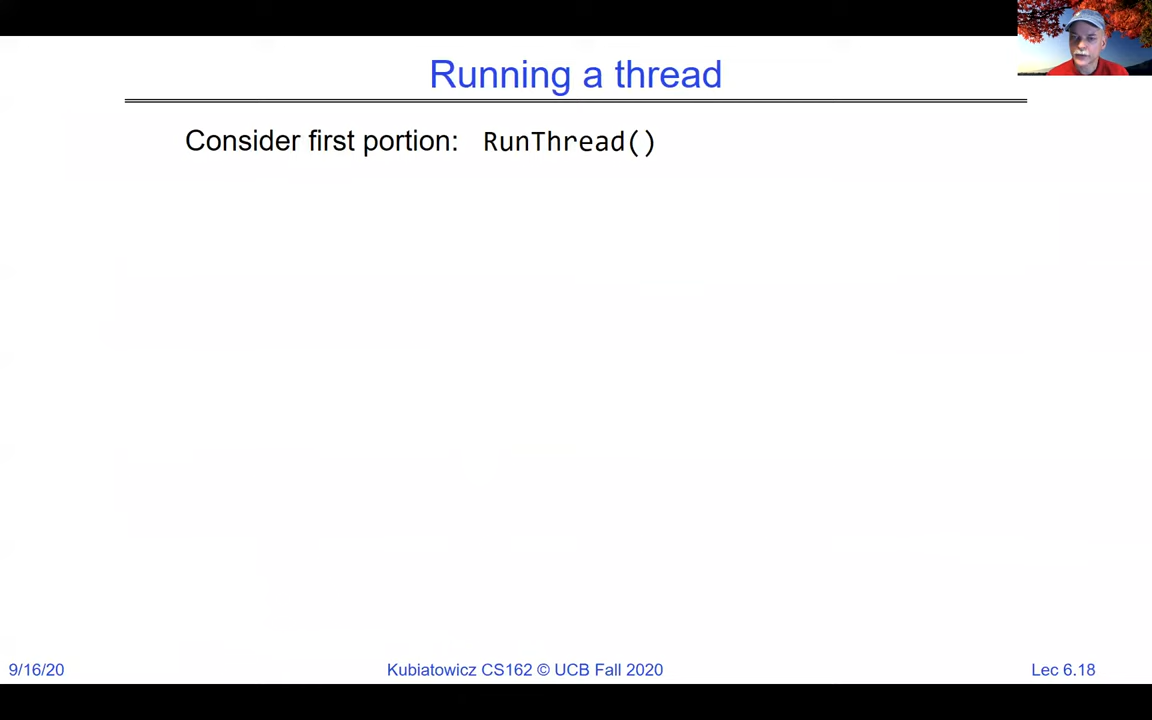 Running a thread
Consider first portion: RunThread()
9/16/20
Kubiatowicz CS162 © UCB Fall 2020
Lec 6.18